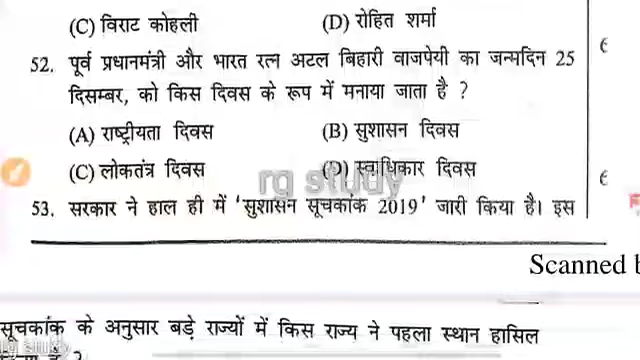 (C) विराट कोहली (D) रोहित शर्मा
52. पूर्व प्रधानमंत्री और भारत रत्न अटल बिहारी वाजपेयी का जन्मदिन 25
दिसम्बर, को किस दिवस के रूप में मनाया जाता है ?
(A) राष्ट्रीयता दिवस (B) सुशासन दिवस
(C) लोकतंत्र दिवस (D) स्वाधिकार दिवस
rg study
53. सरकार ने हाल ही में 'सुशासन सूचकांक 2019' जारी किया है। इस
Scanned
सूचकांक के अनुसार बड़े राज्यों में किस राज्य ने पहला स्थान हासिल